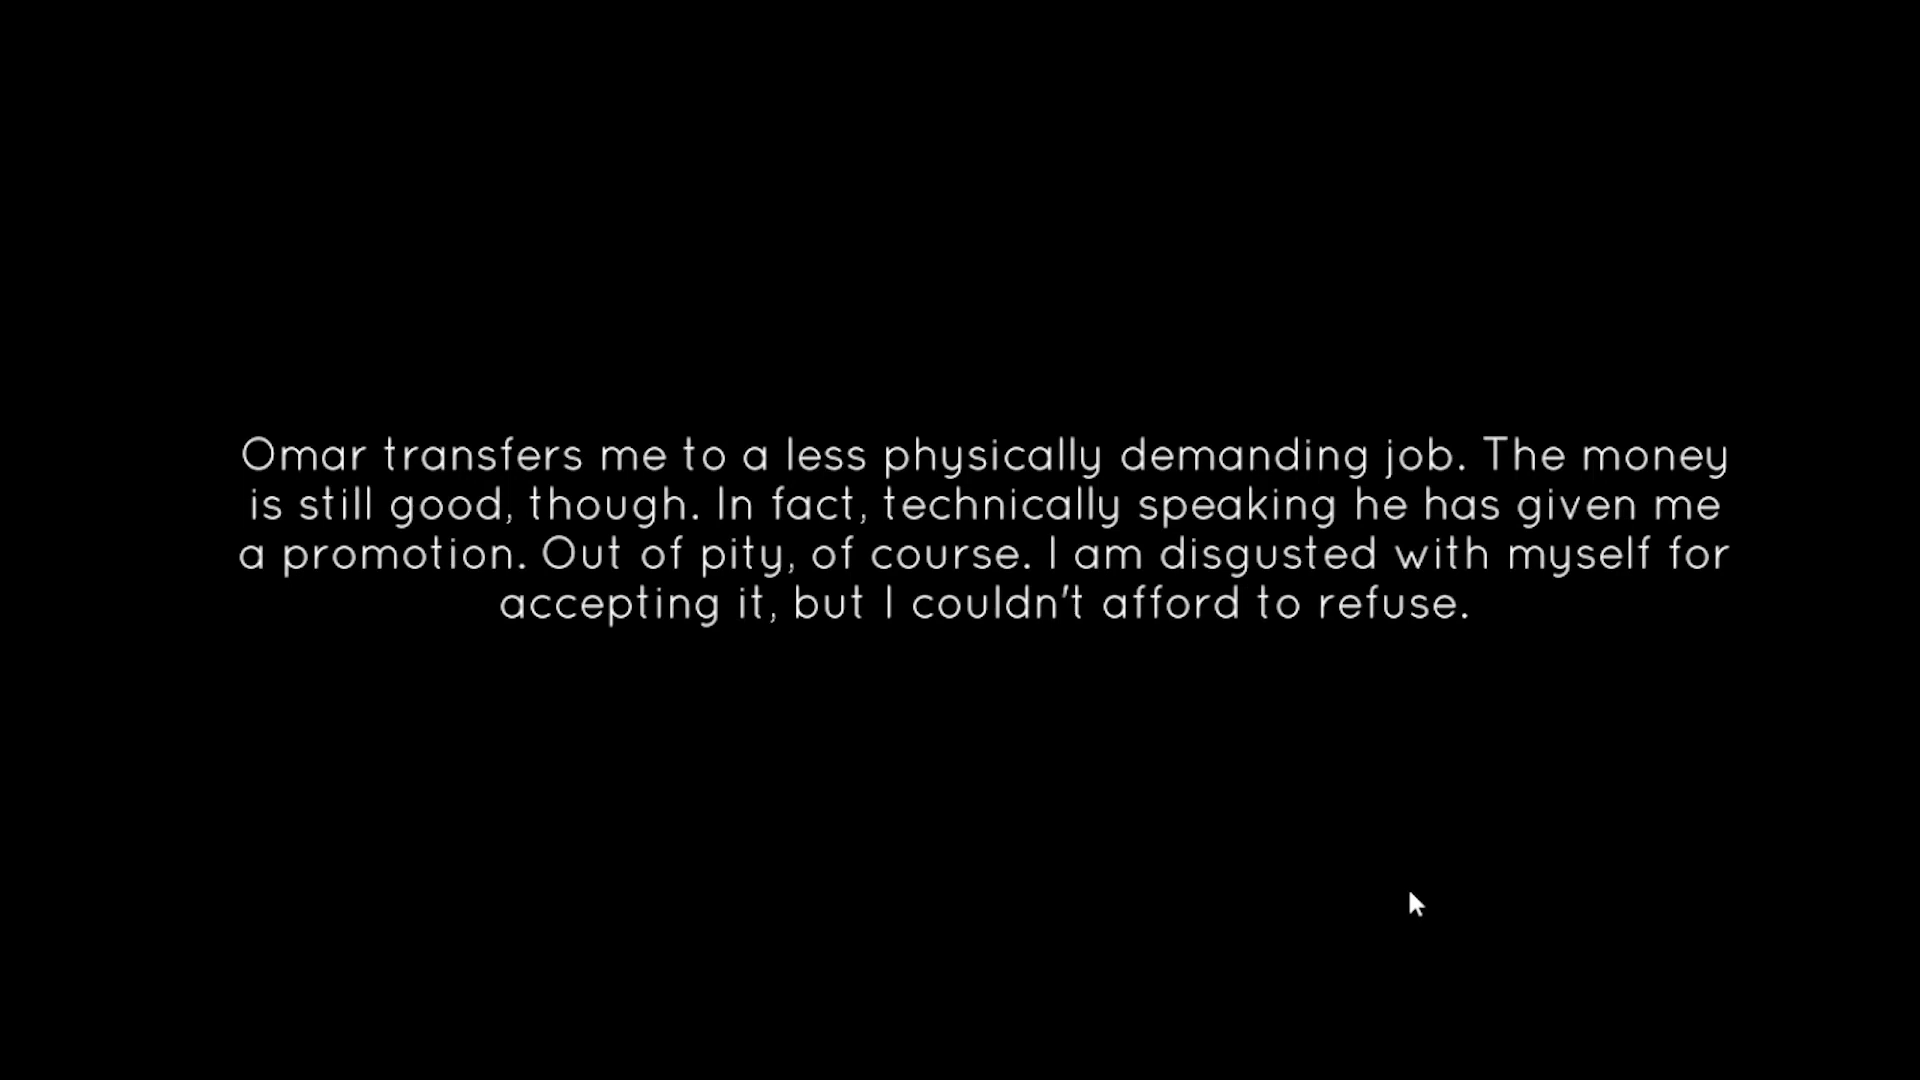 Omar transfers me to a less physically demanding job. The money
is still good, though. In fact, technically speaking he has given me
a promotion. Out of pity, of course. I am disgusted with myself for
accepting it, but I couldn't afford to refuse.